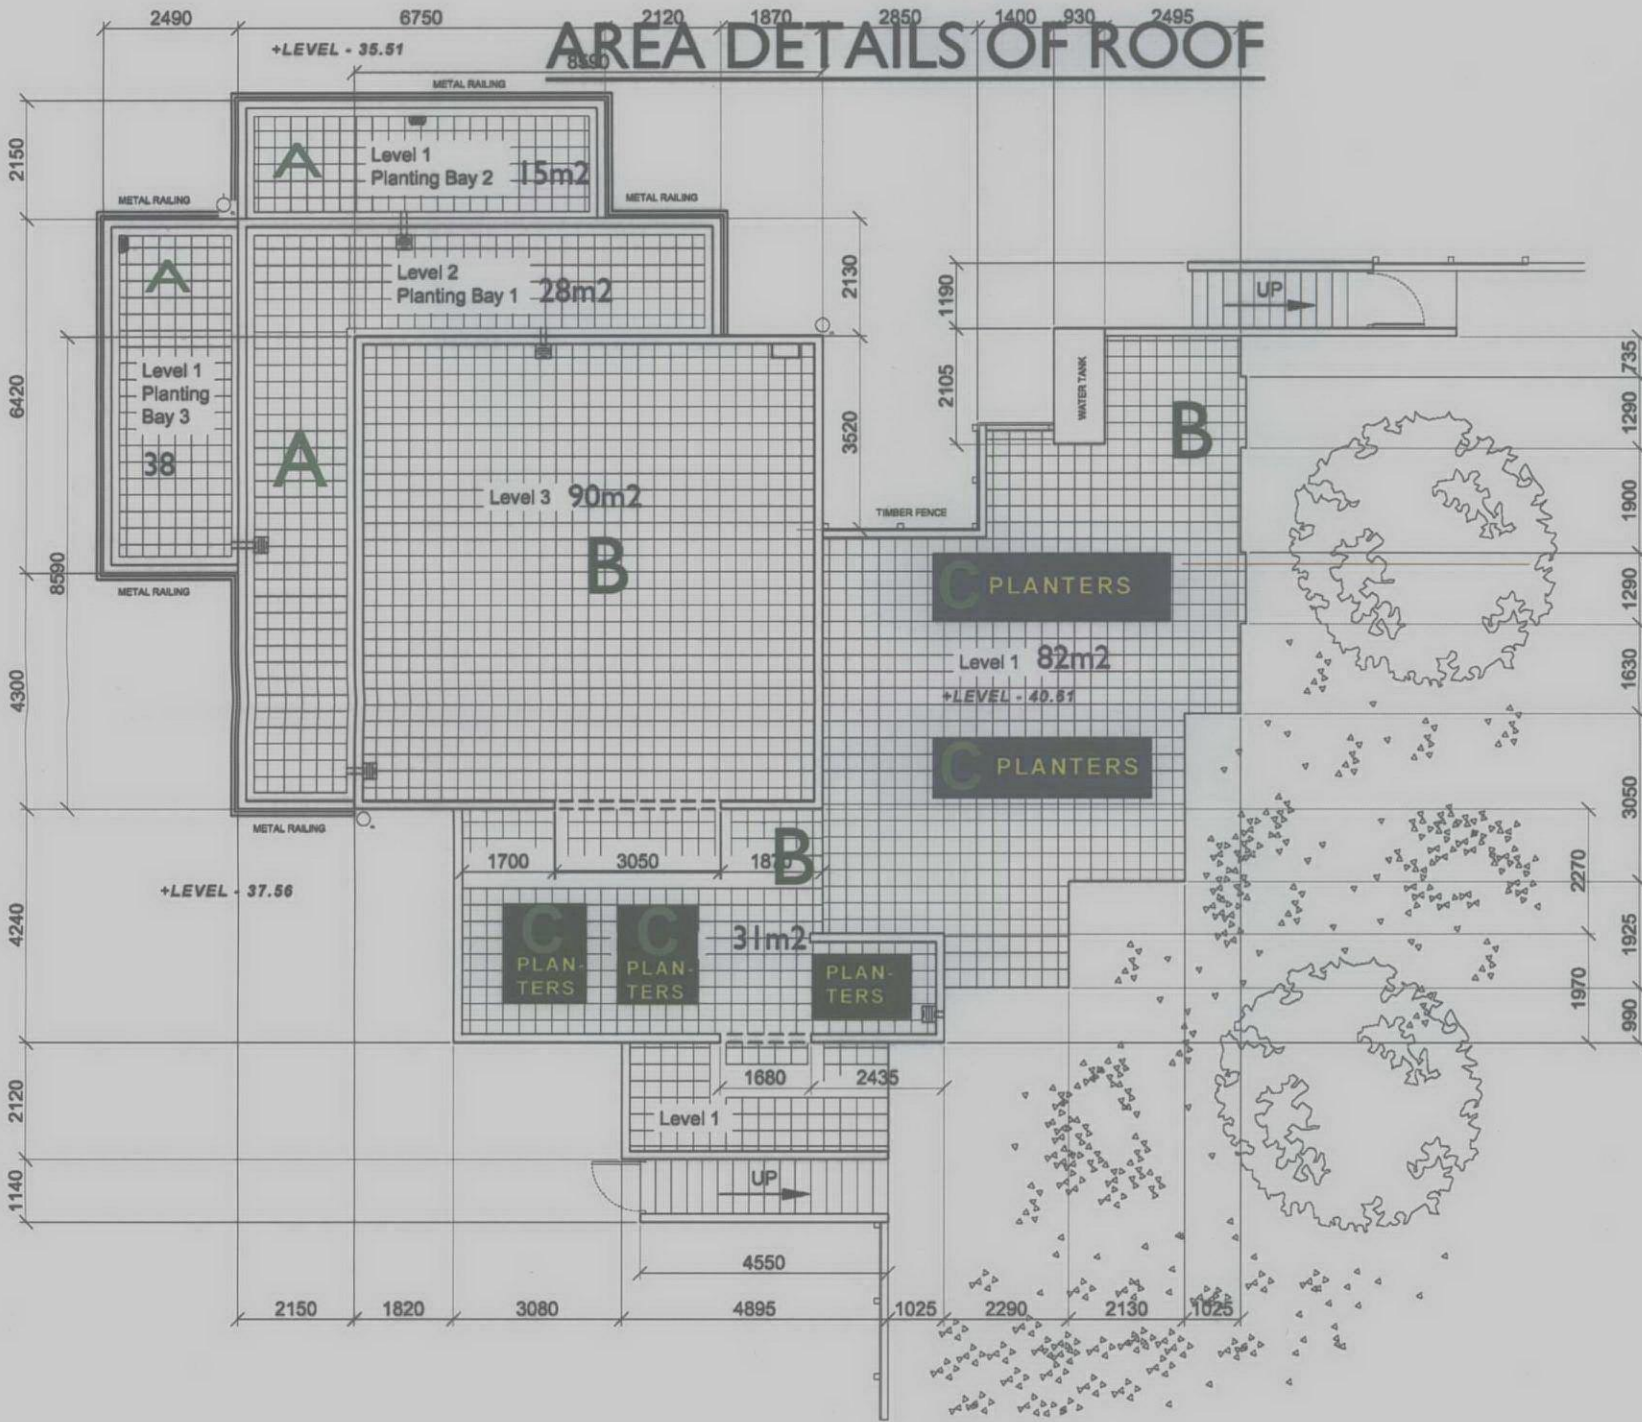 2490
6750
2120
1870
2850
1400
930
2495
AREA DETAILS OF ROOF
+LEVEL - 35.51
8590
METAL RAILING
2150
A
Level 1
Planting Bay 2
15m2
METAL RAILING
METAL RAILING
A
Level 2
Planting Bay 1
28m2
2130
1190
UP
6420
Level 1
Planting
Bay 3
38
A
3520
2105
WATER TANK
B
735
1290
1900
Level 3
90m2
TIMBER FENCE
B
8590
METAL RAILING
C PLANTERS
1290
4300
Level 1
82m2
+LEVEL - 40.51
1630
C PLANTERS
3050
METAL RAILING
B
1700
3050
1870
2270
+LEVEL - 37.56
4240
C
PLAN-
TERS
C
PLAN-
TERS
31m2
PLAN-
TERS
1925
1970
990
1680
2435
2120
Level 1
1140
UP
4550
2150
1820
3080
4895
1025
2290
2130
1025